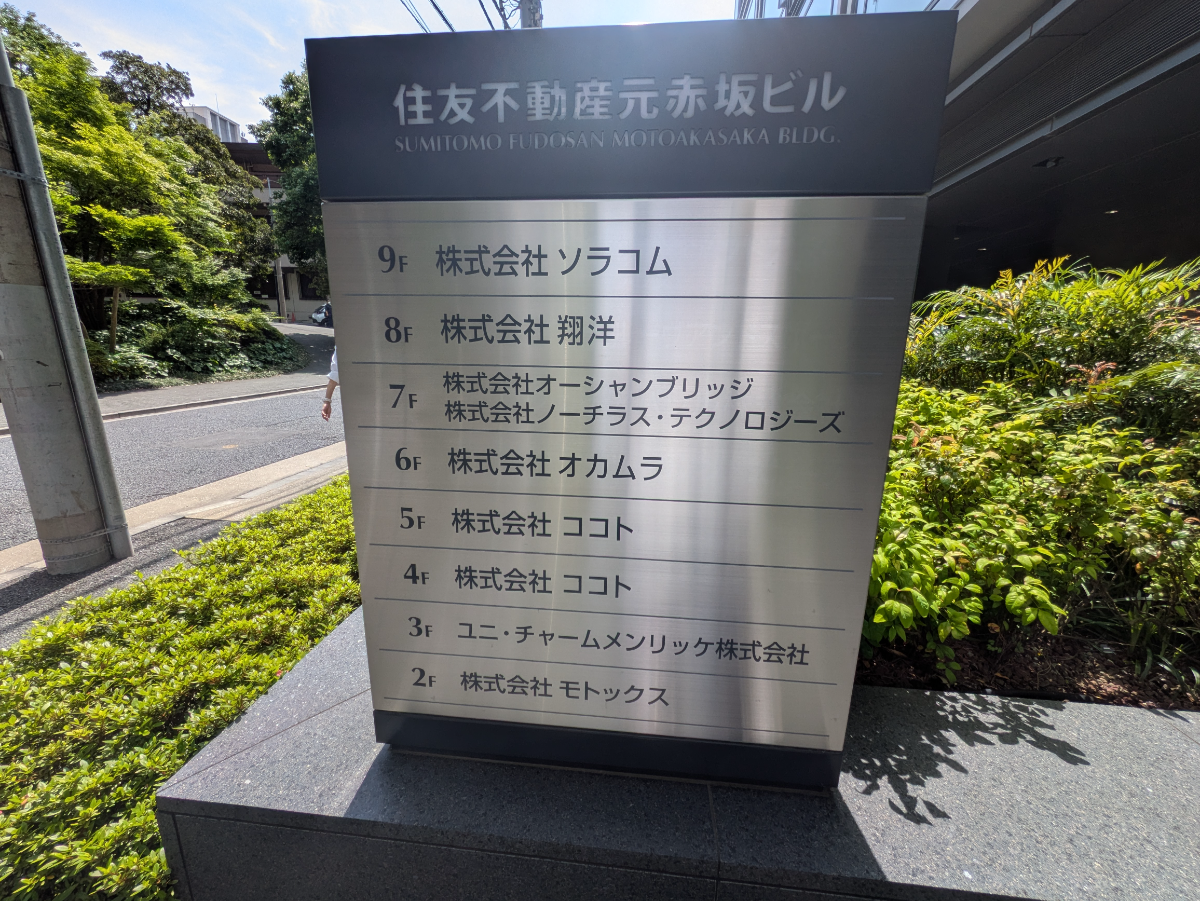 住友不動産元赤坂ビル
SUMITOMO FUDOSAN MOTOAKASAKA BLDG.
9F 株式会社 ソラコム
8F 株式会社 翔洋
7F 株式会社オーシャンブリッジ
株式会社ノーチラス・テクノロジーズ
6F 株式会社 オカムラ
5F 株式会社 ココト
4F 株式会社 ココト
3F ユニ・チャームメンリッケ株式会社
2F 株式会社 モトックス